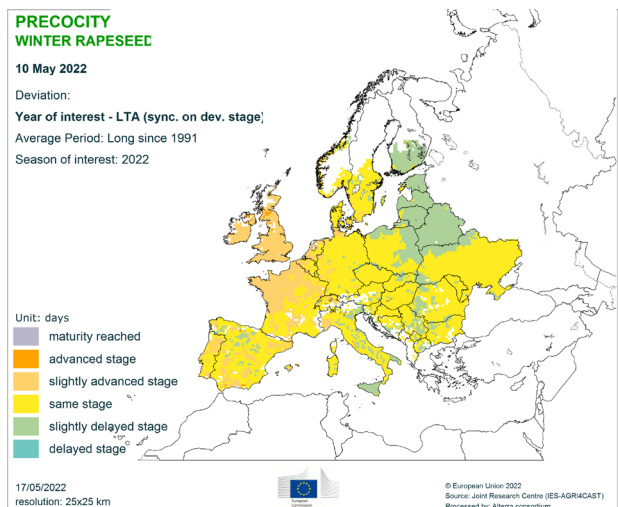 PRECOCITY
WINTER RAPESEED
10 May 2022
Deviation:
Year of interest - LTA (sync. on dev. stage)
Average Period: Long since 1991
Season of interest: 2022
Unit: days
maturity reached
advanced stage
slightly advanced stage
same stage
slightly delayed stage
delayed stage
17/05/2022
resolution: 25x25 km
European
Commission
© European Union 2022
Source: Joint Research Centre (IES-AGRI4CAST)
Processed by: Alterra consortium